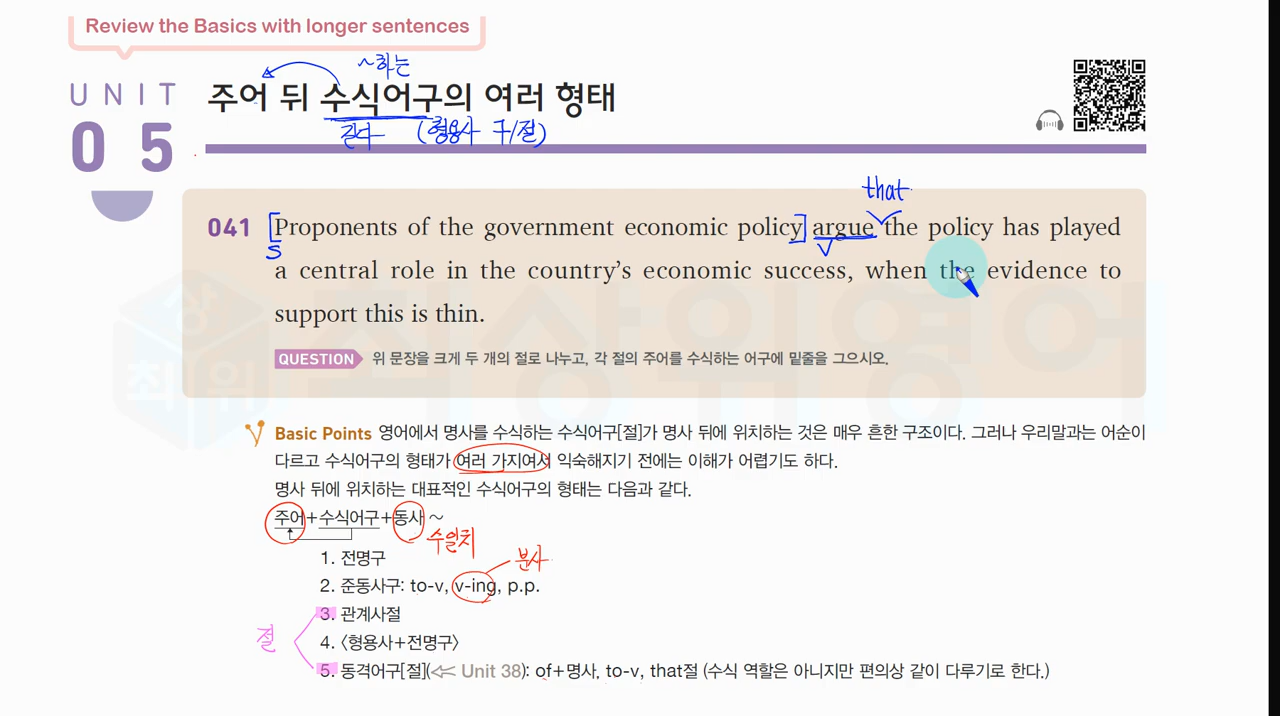 Review the Basics with longer sentences
~하는
UNIT
05
주어 뒤 수식어구의 여러 형태
길다 (형용사 구/절)
that
041 [Proponents of the government economic policy] argue the policy has played
S V
a central role in the country's economic success, when the evidence to
support this is thin.
QUESTION 위 문장을 크게 두 개의 절로 나누고, 각 절의 주어를 수식하는 어구에 밑줄을 그으시오.
최상위영어
Basic Points 영어에서 명사를 수식하는 수식어구[절]가 명사 뒤에 위치하는 것은 매우 흔한 구조이다. 그러나 우리말과는 어순이
다르고 수식어구의 형태가 여러 가지여서 익숙해지기 전에는 이해가 어렵기도 하다.
명사 뒤에 위치하는 대표적인 수식어구의 형태는 다음과 같다.
주어+수식어구+동사 ~
수일치
분사
1. 전명구
2. 준동사구: to-v, v-ing, p.p.
3. 관계사절
절
4. 〈형용사+전명구〉
5. 동격어구[절](Unit 38): of+명사, to-v, that절 (수식 역할은 아니지만 편의상 같이 다루기로 한다.)